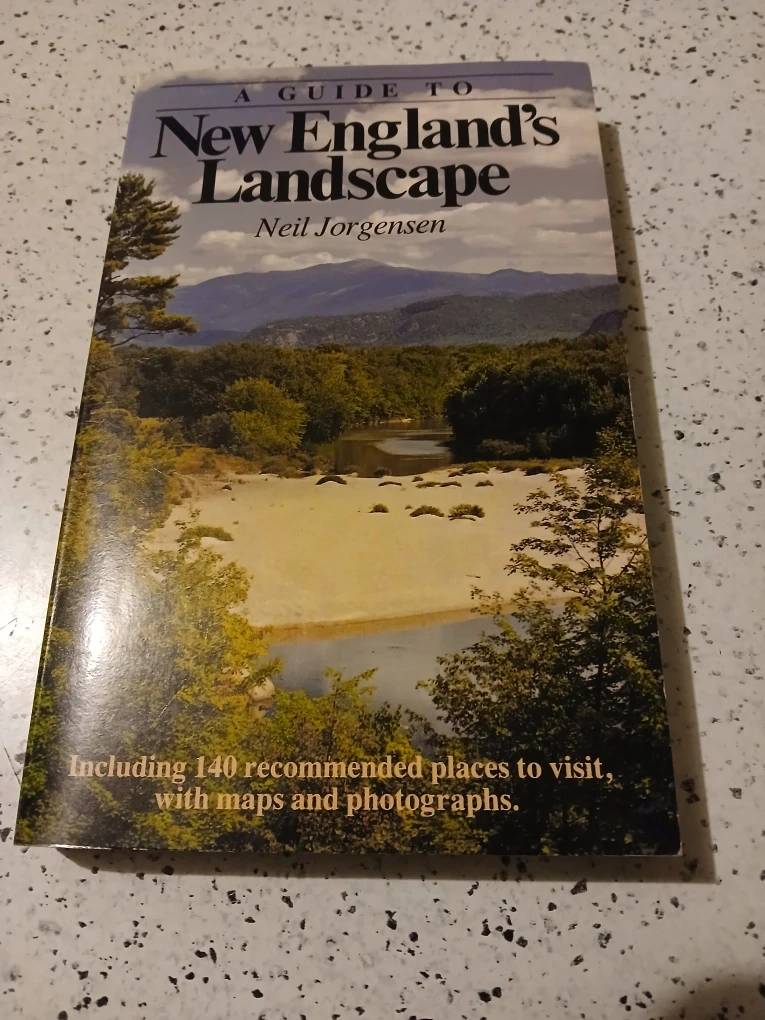 A GUIDE TO
New England's
Landscape
Neil Jorgensen
Including 140 recommended places to visit,
with maps and photographs.